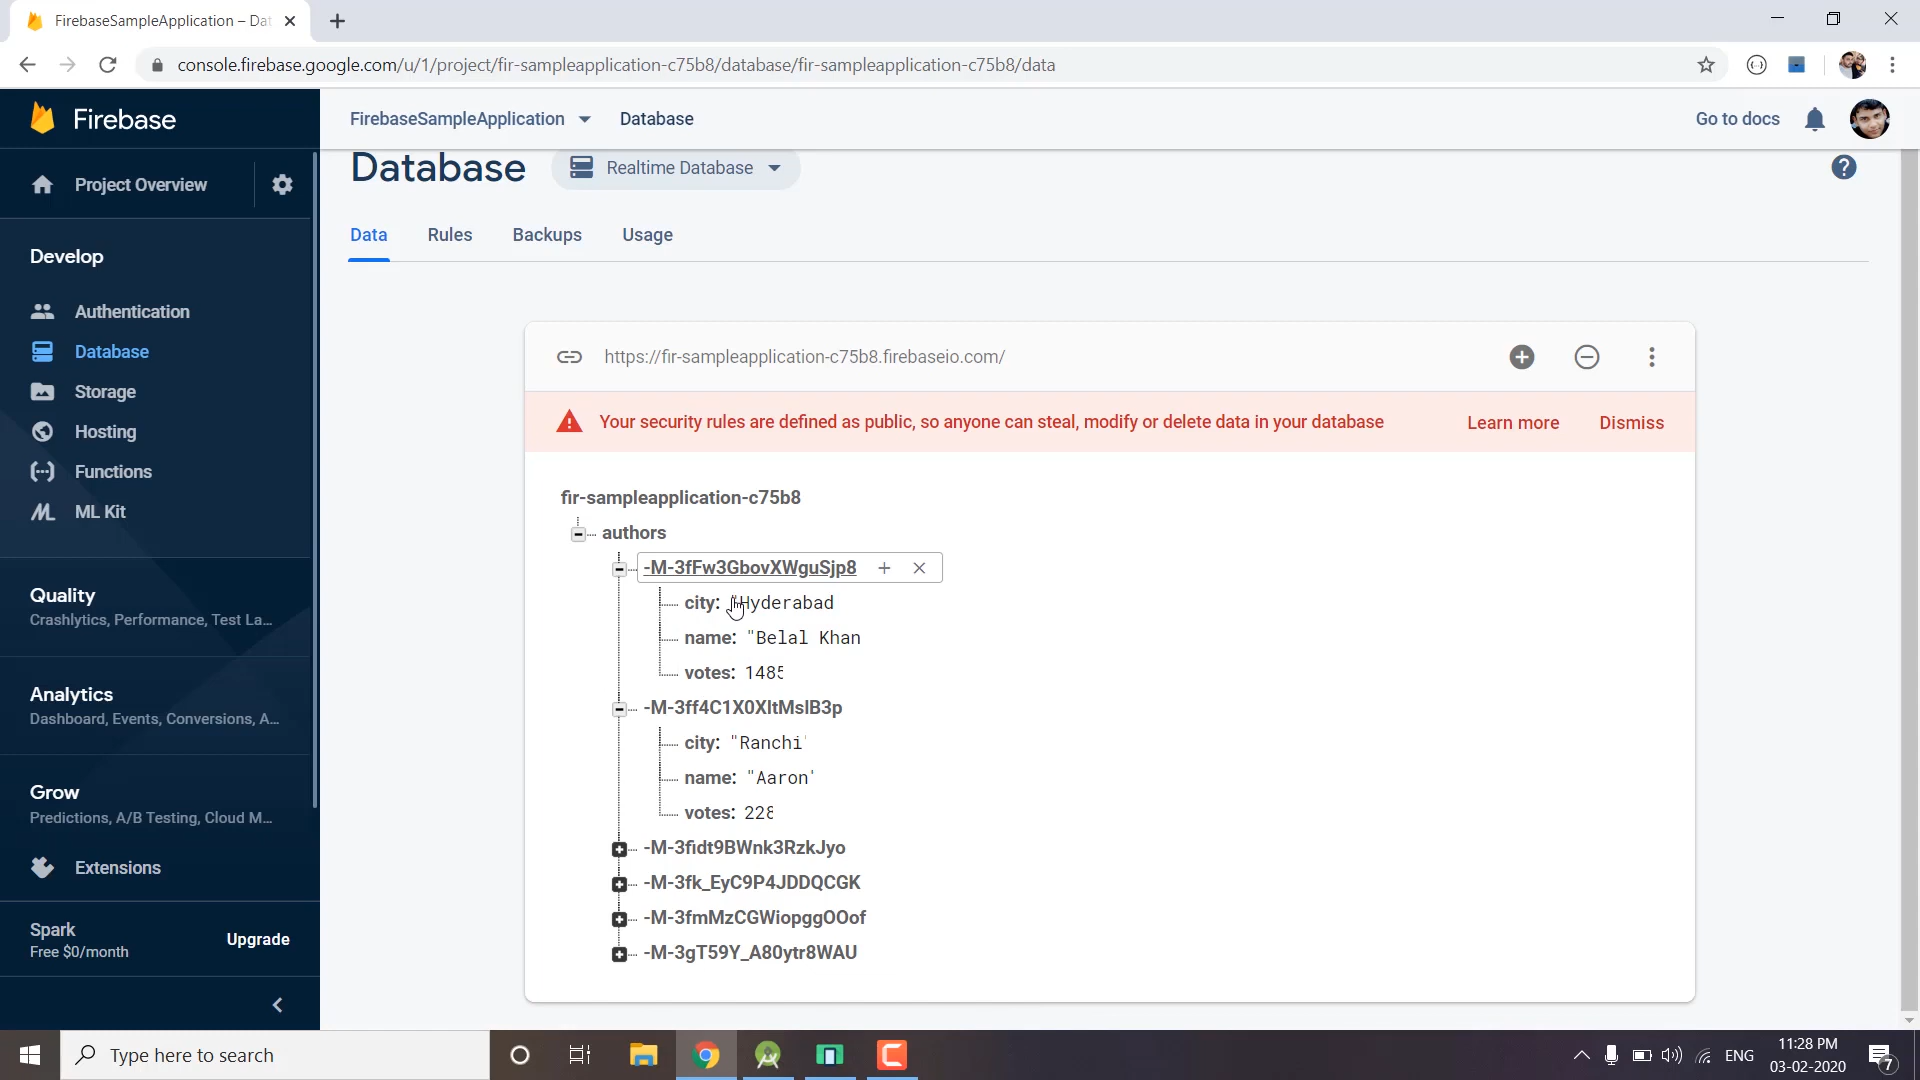 FirebaseSampleApplication – Dat
console.firebase.google.com/u/1/project/fir-sampleapplication-c75b8/database/fir-sampleapplication-c75b8/data
Firebase
FirebaseSampleApplication
Database
Go to docs
Project Overview
Database
Realtime Database
Data
Rules
Backups
Usage
Develop
Authentication
Database
Storage
Hosting
Functions
ML Kit
Quality
Crashlytics, Performance, Test La...
Analytics
Dashboard, Events, Conversions, A...
Grow
Predictions, A/B Testing, Cloud M...
Extensions
Spark
Free $0/month
Upgrade
https://fir-sampleapplication-c75b8.firebaseio.com/
Your security rules are defined as public, so anyone can steal, modify or delete data in your database
Learn more
Dismiss
fir-sampleapplication-c75b8
authors
-M-3fFw3GbovXWguSjp8
city: "Hyderabad
name: "Belal Khan
votes: 1485
-M-3ff4C1X0XItMslB3p
city: "Ranchi'
name: "Aaron'
votes: 228
-M-3fidt9BWnk3RzkJyo
-M-3fk_EyC9P4JDDQCGK
-M-3fmMzCGWiopggOOof
-M-3gT59Y_A80ytr8WAU
Type here to search
ENG
11:28 PM
03-02-2020
7